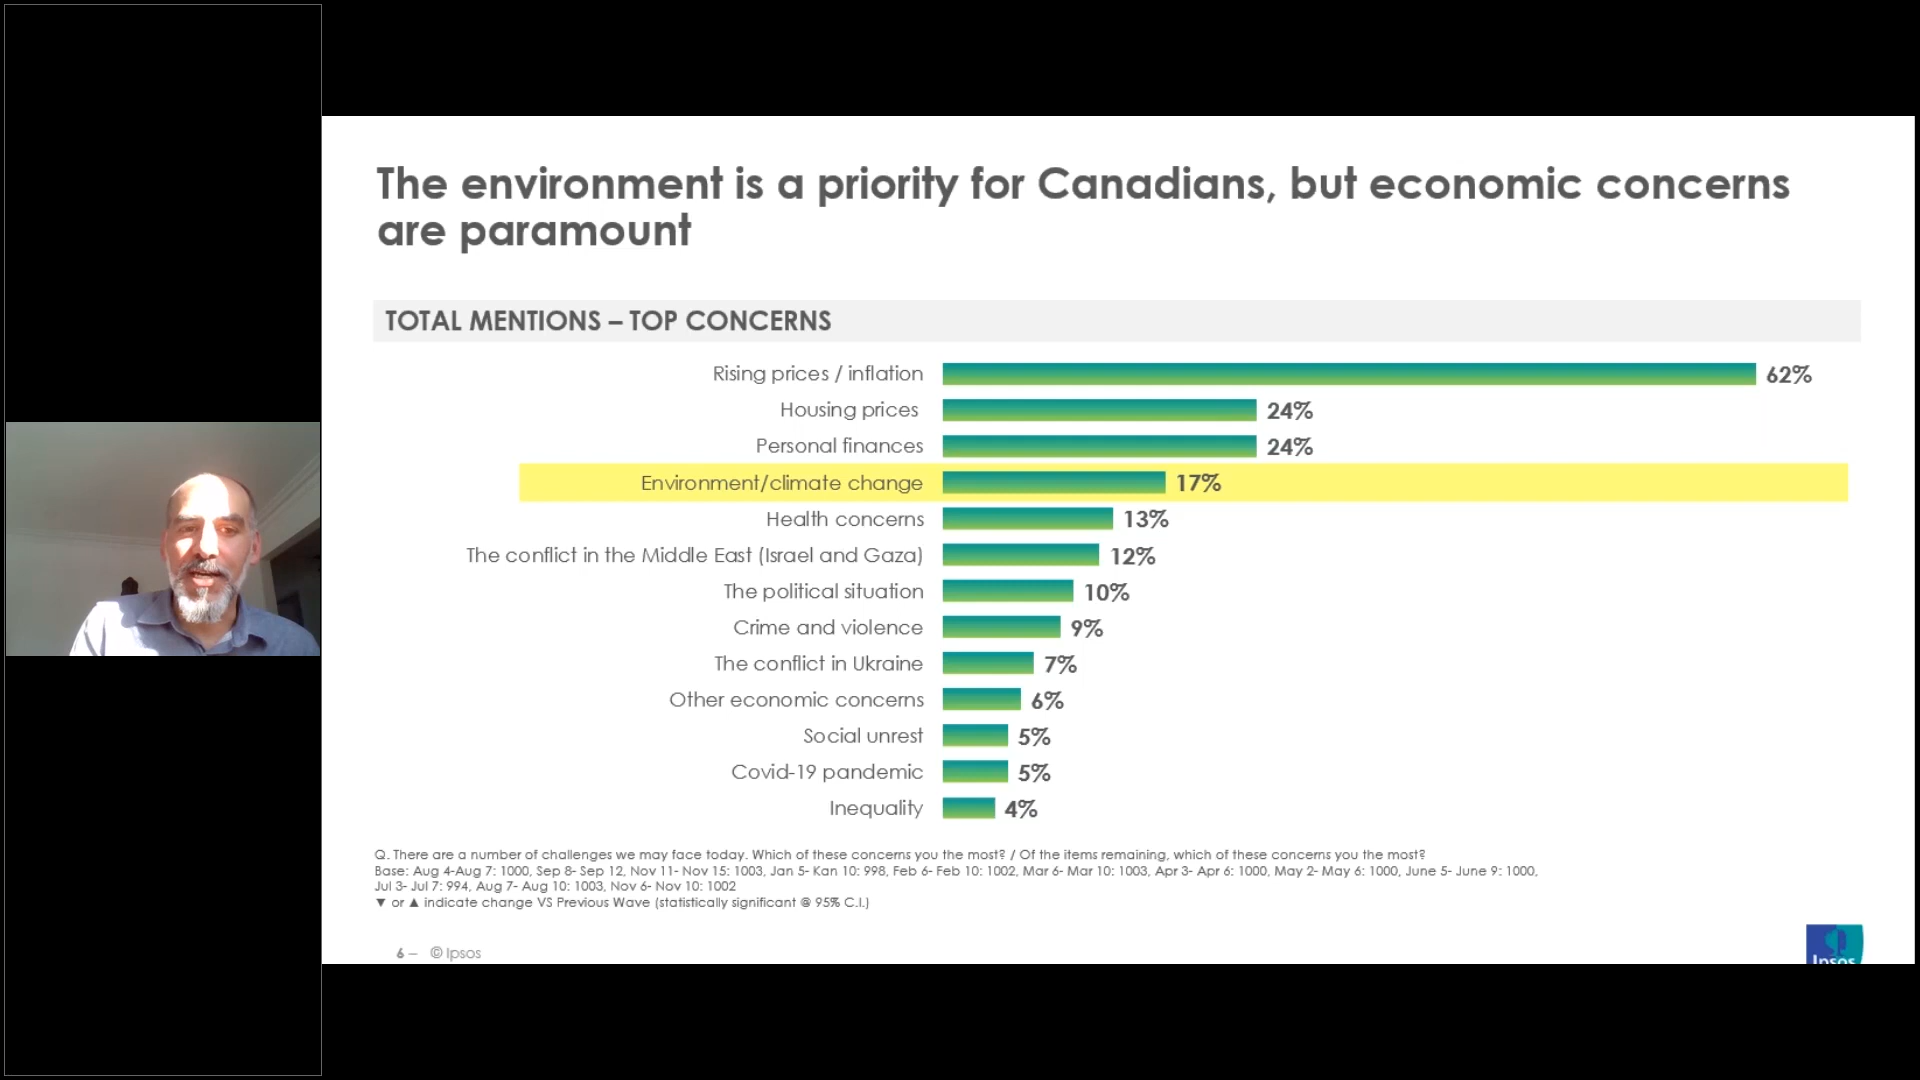 The environment is a priority for Canadians, but economic concerns
are paramount
TOTAL MENTIONS – TOP CONCERNS
Rising prices / inflation 62%
Housing prices 24%
Personal finances 24%
Environment/climate change 17%
Health concerns 13%
The conflict in the Middle East (Israel and Gaza) 12%
The political situation 10%
Crime and violence 9%
The conflict in Ukraine 7%
Other economic concerns 6%
Social unrest 5%
Covid-19 pandemic 5%
Inequality 4%
Q. There are a number of challenges we may face today. Which of these concerns you the most? / Of the items remaining, which of these concerns you the most?
Base: Aug 4-Aug 7: 1000, Sep 8- Sep 12, Nov 11- Nov 15: 1003, Jan 5- Kan 10: 998, Feb 6- Feb 10: 1002, Mar 6- Mar 10: 1003, Apr 3- Apr 6: 1000, May 2- May 6: 1000, June 5- June 9: 1000,
Jul 3- Jul 7: 994, Aug 7- Aug 10: 1003, Nov 6- Nov 10: 1002
▼ or ▲ indicate change VS Previous Wave (statistically significant @ 95% C.I.)
6 – © Ipsos
Ipsos